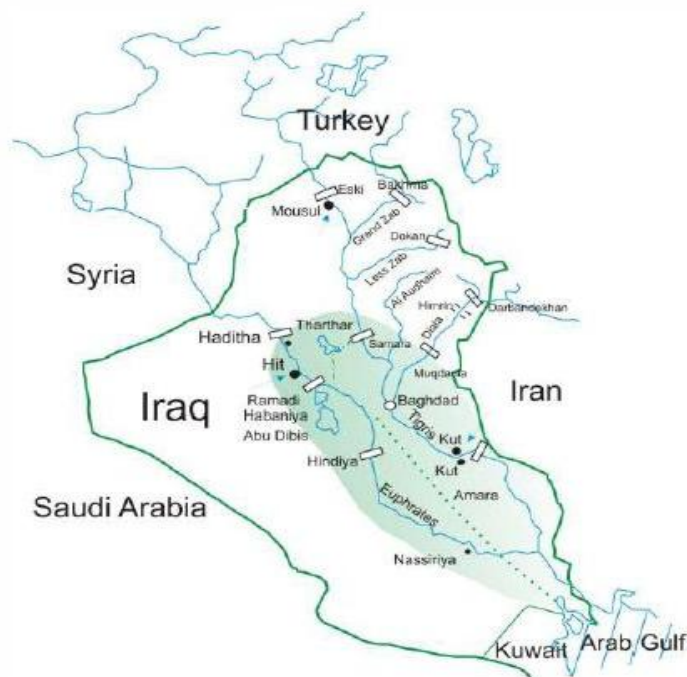 Turkey
Eski
Bakhma
Mousul
Grand Zab
Dokan
Less Zab
Syria
Al Audhaim
Himrin
Darbandekhan
Diala
Tharthar
Haditha
Samara
Hit
Muqdadia
Iraq
Ramadi
Habaniya
Abu Dibis
Baghdad
Iran
Tigris
Kut
Kut
Hindiya
Amara
Saudi Arabia
Euphrates
Nassiriya
Kuwait
Arab Gulf